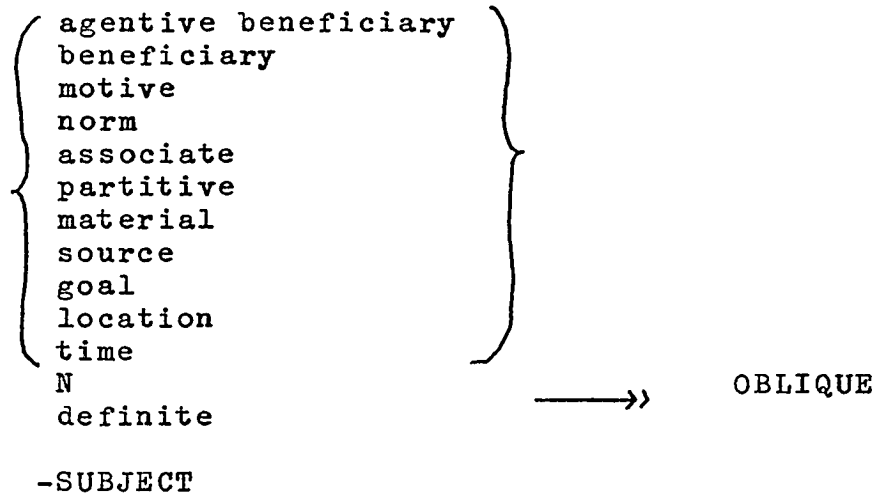 agentive beneficiary
beneficiary
motive
norm
associate
partitive
material
source
goal
location
time
N
definite
⟶» OBLIQUE
-SUBJECT